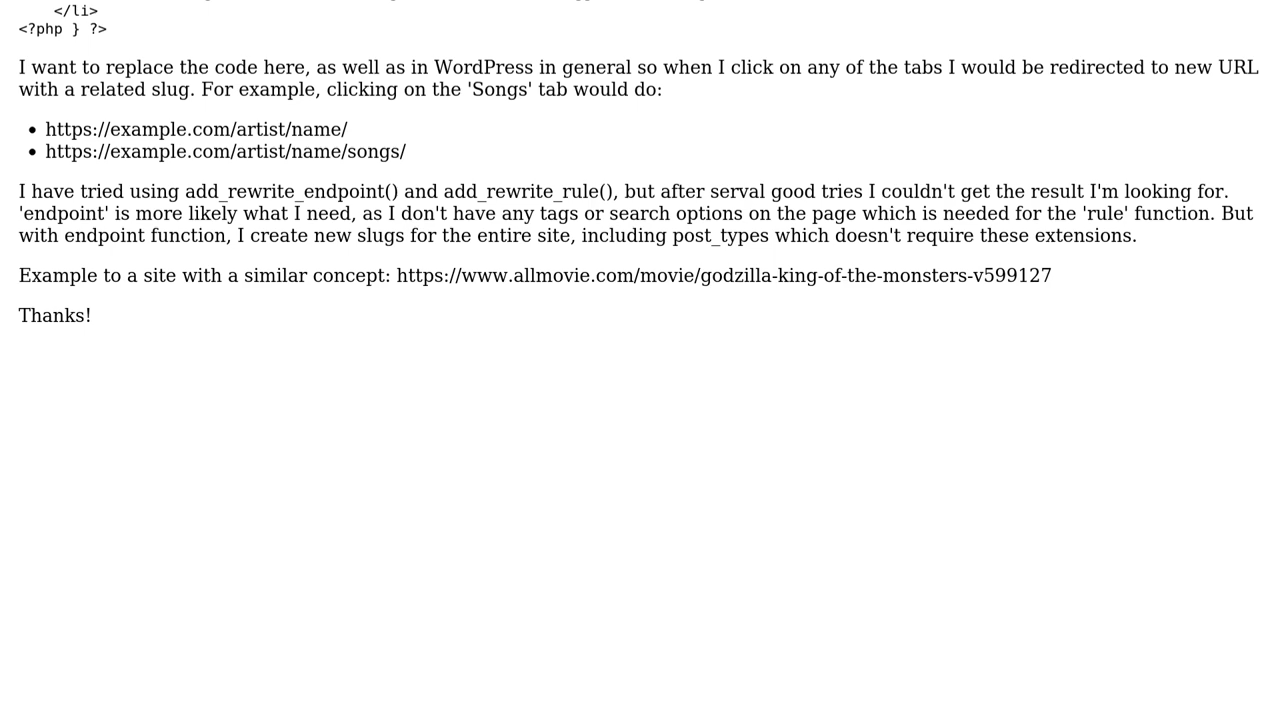 </li>
<?php } ?>
I want to replace the code here, as well as in WordPress in general so when I click on any of the tabs I would be redirected to new URL
with a related slug. For example, clicking on the 'Songs' tab would do:
• https://example.com/artist/name/
• https://example.com/artist/name/songs/
I have tried using add_rewrite_endpoint() and add_rewrite_rule(), but after serval good tries I couldn't get the result I'm looking for.
'endpoint' is more likely what I need, as I don't have any tags or search options on the page which is needed for the 'rule' function. But
with endpoint function, I create new slugs for the entire site, including post_types which doesn't require these extensions.
Example to a site with a similar concept: https://www.allmovie.com/movie/godzilla-king-of-the-monsters-v599127
Thanks!